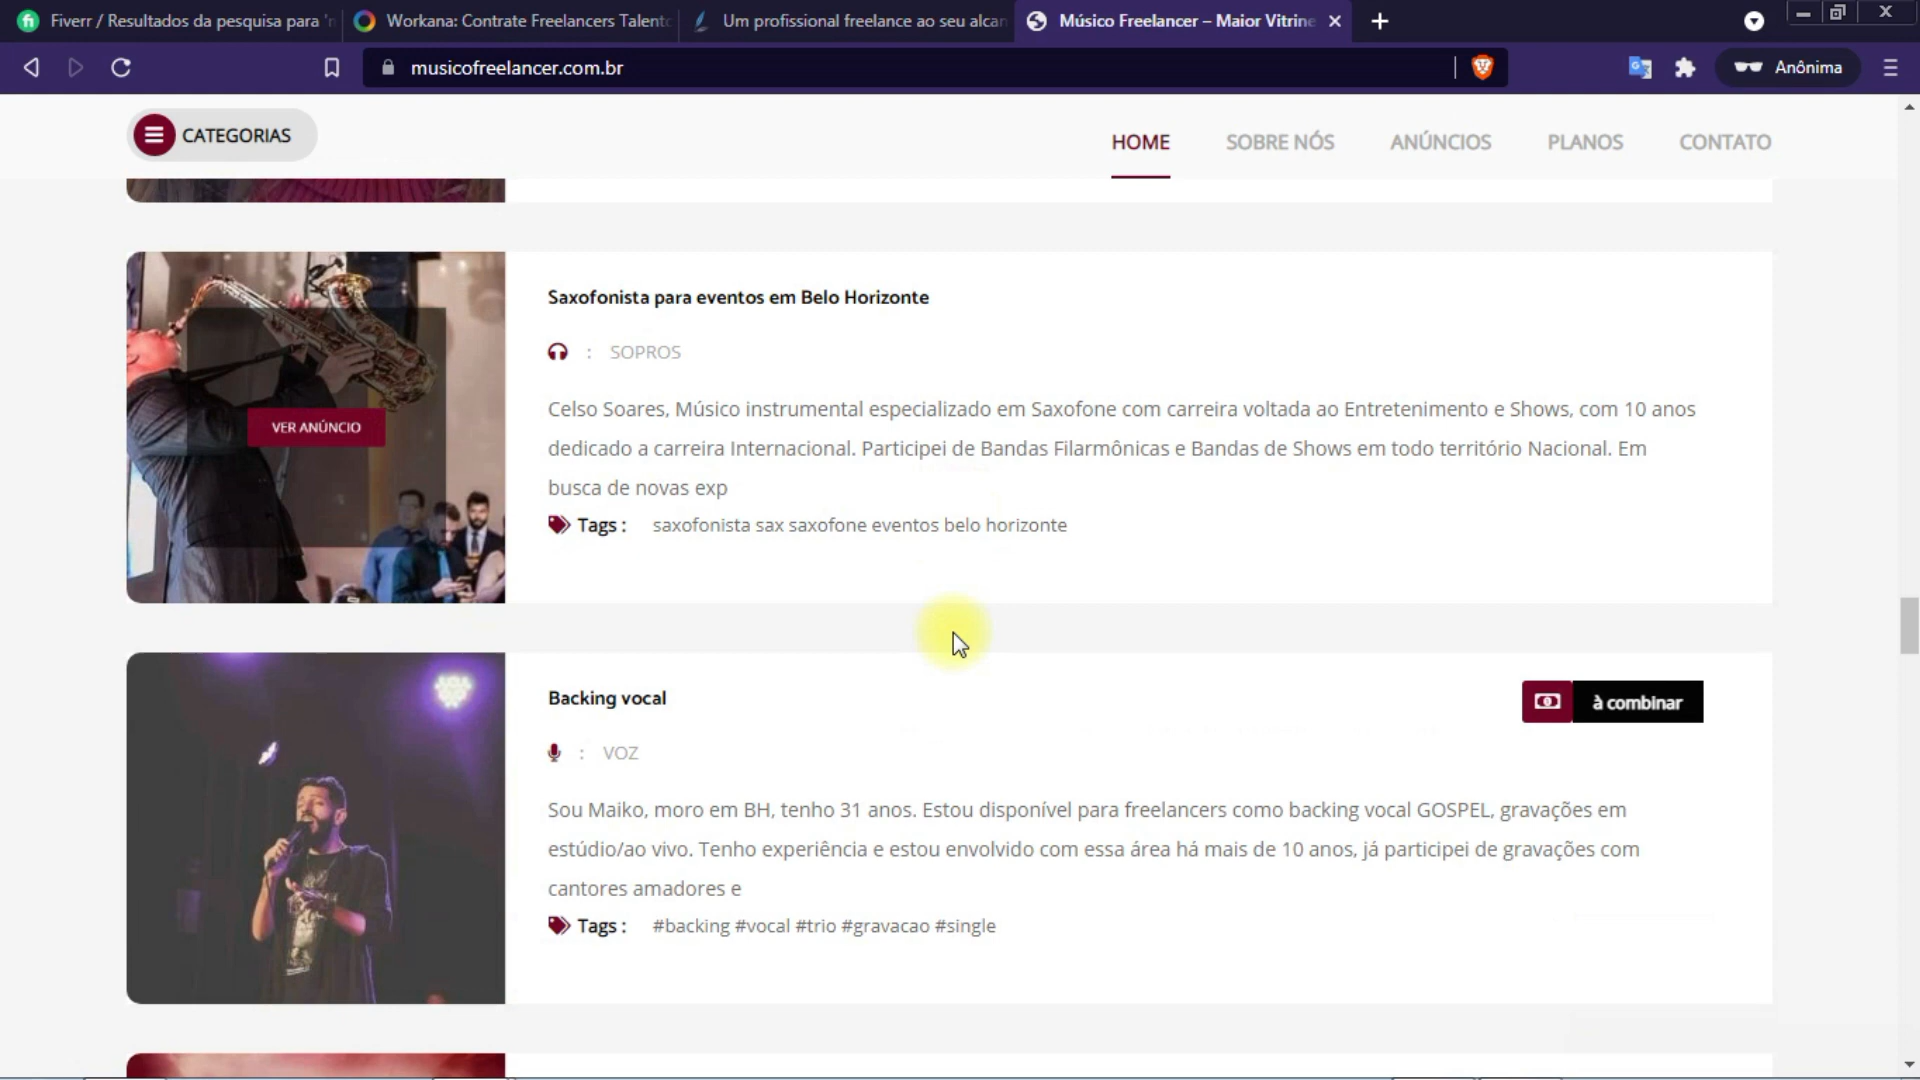 Fiverr / Resultados da pesquisa para
Workana: Contrate Freelancers Talent
Um profissional freelance ao seu alcan
Músico Freelancer – Maior Vitrine
musicofreelancer.com.br
Anônima
CATEGORIAS
HOME
SOBRE NÓS
ANÚNCIOS
PLANOS
CONTATO
Saxofonista para eventos em Belo Horizonte
: SOPROS
VER ANÚNCIO
Celso Soares, Músico instrumental especializado em Saxofone com carreira voltada ao Entretenimento e Shows, com 10 anos
dedicado a carreira Internacional. Participei de Bandas Filarmônicas e Bandas de Shows em todo território Nacional. Em
busca de novas exp
Tags : saxofonista sax saxofone eventos belo horizonte
Backing vocal
à combinar
: VOZ
Sou Maiko, moro em BH, tenho 31 anos. Estou disponível para freelancers como backing vocal GOSPEL, gravações em
estúdio/ao vivo. Tenho experiência e estou envolvido com essa área há mais de 10 anos, já participei de gravações com
cantores amadores e
Tags : #backing #vocal #trio #gravacao #single